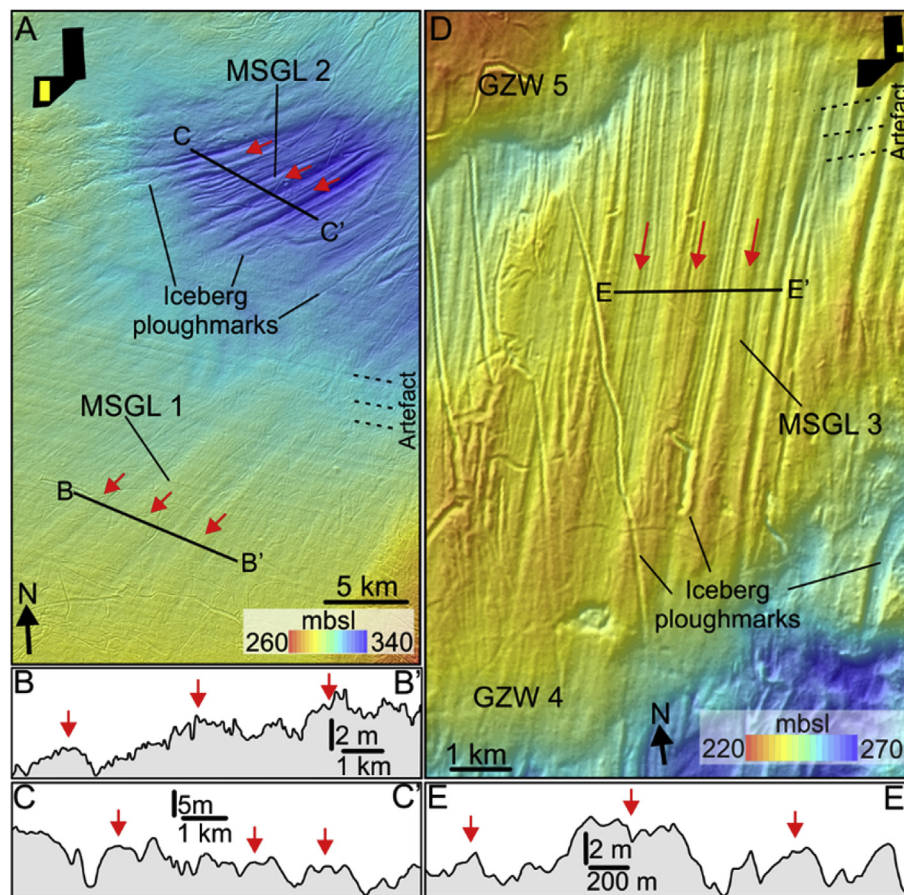 A
MSGL 2
C
C'
Iceberg
ploughmarks
Artefact
MSGL 1
B
B'
N
5 km
mbsl
260
340
D
GZW 5
Artefact
E
E'
MSGL 3
Iceberg
ploughmarks
GZW 4
N
mbsl
220
270
1 km
B
B'
2 m
1 km
C
C'
5m
1 km
E
E'
2 m
200 m